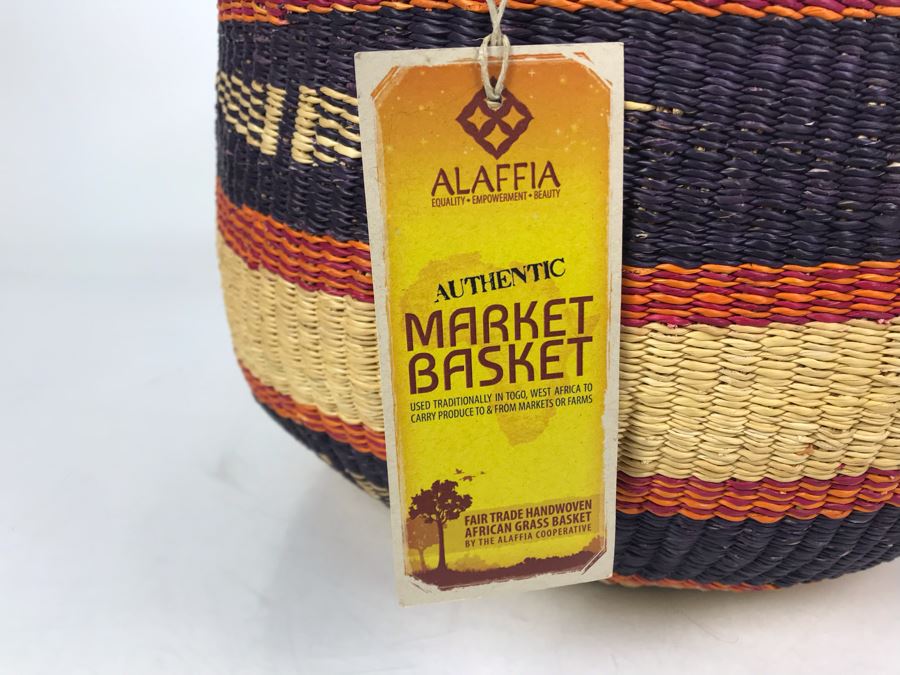 ALAFFIA
EQUALITY • EMPOWERMENT • BEAUTY
AUTHENTIC
MARKET
BASKET
USED TRADITIONALLY IN TOGO, WEST AFRICA TO
CARRY PRODUCE TO & FROM MARKETS OR FARMS
FAIR TRADE HANDWOVEN
AFRICAN GRASS BASKET
BY THE ALAFFIA COOPERATIVE